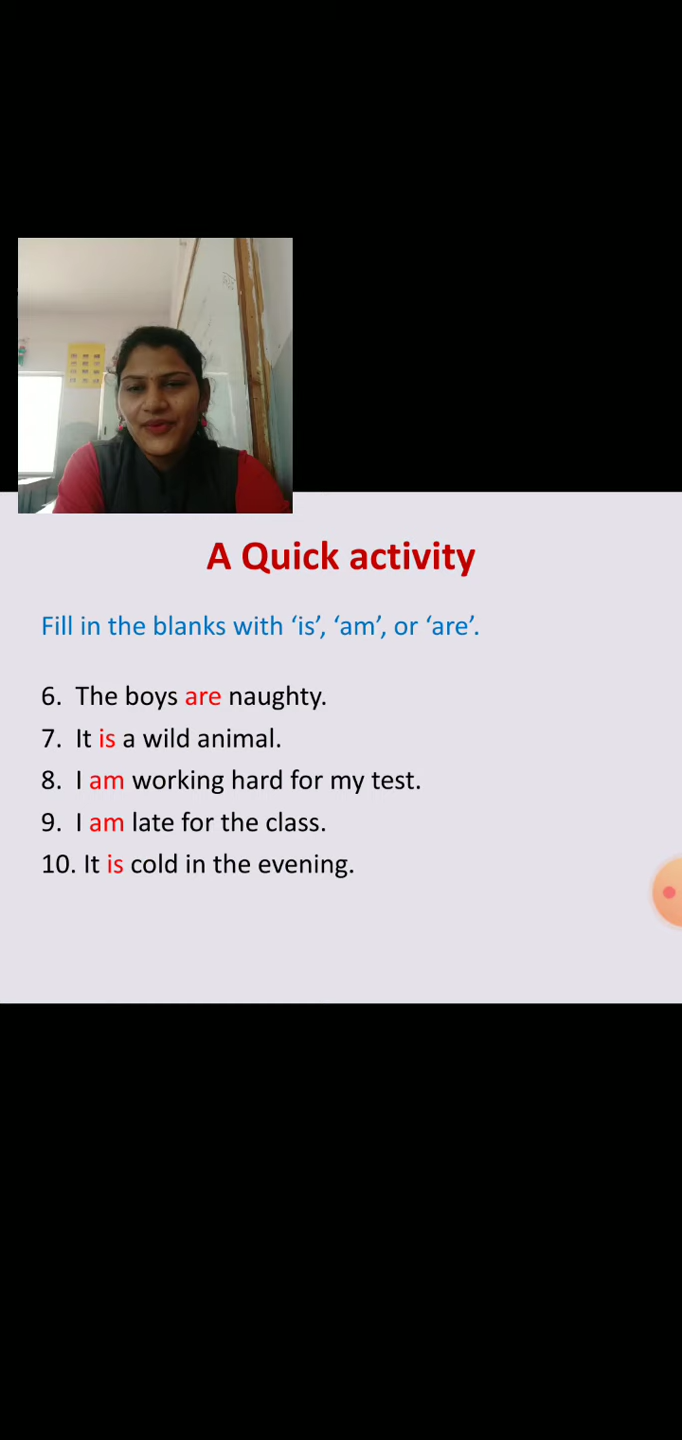 A Quick activity
Fill in the blanks with ‘is’, ‘am’, or ‘are’.
6. The boys are naughty.
7. It is a wild animal.
8. I am working hard for my test.
9. I am late for the class.
10. It is cold in the evening.